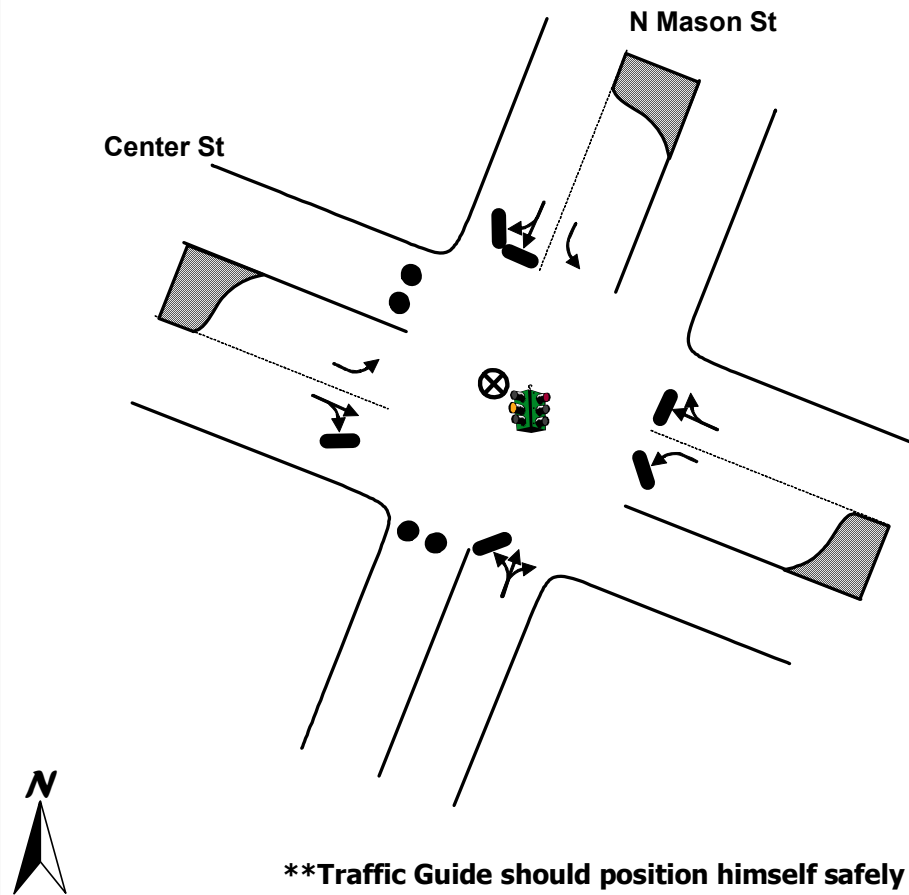 N Mason St
Center St
N
**Traffic Guide should position himself safely